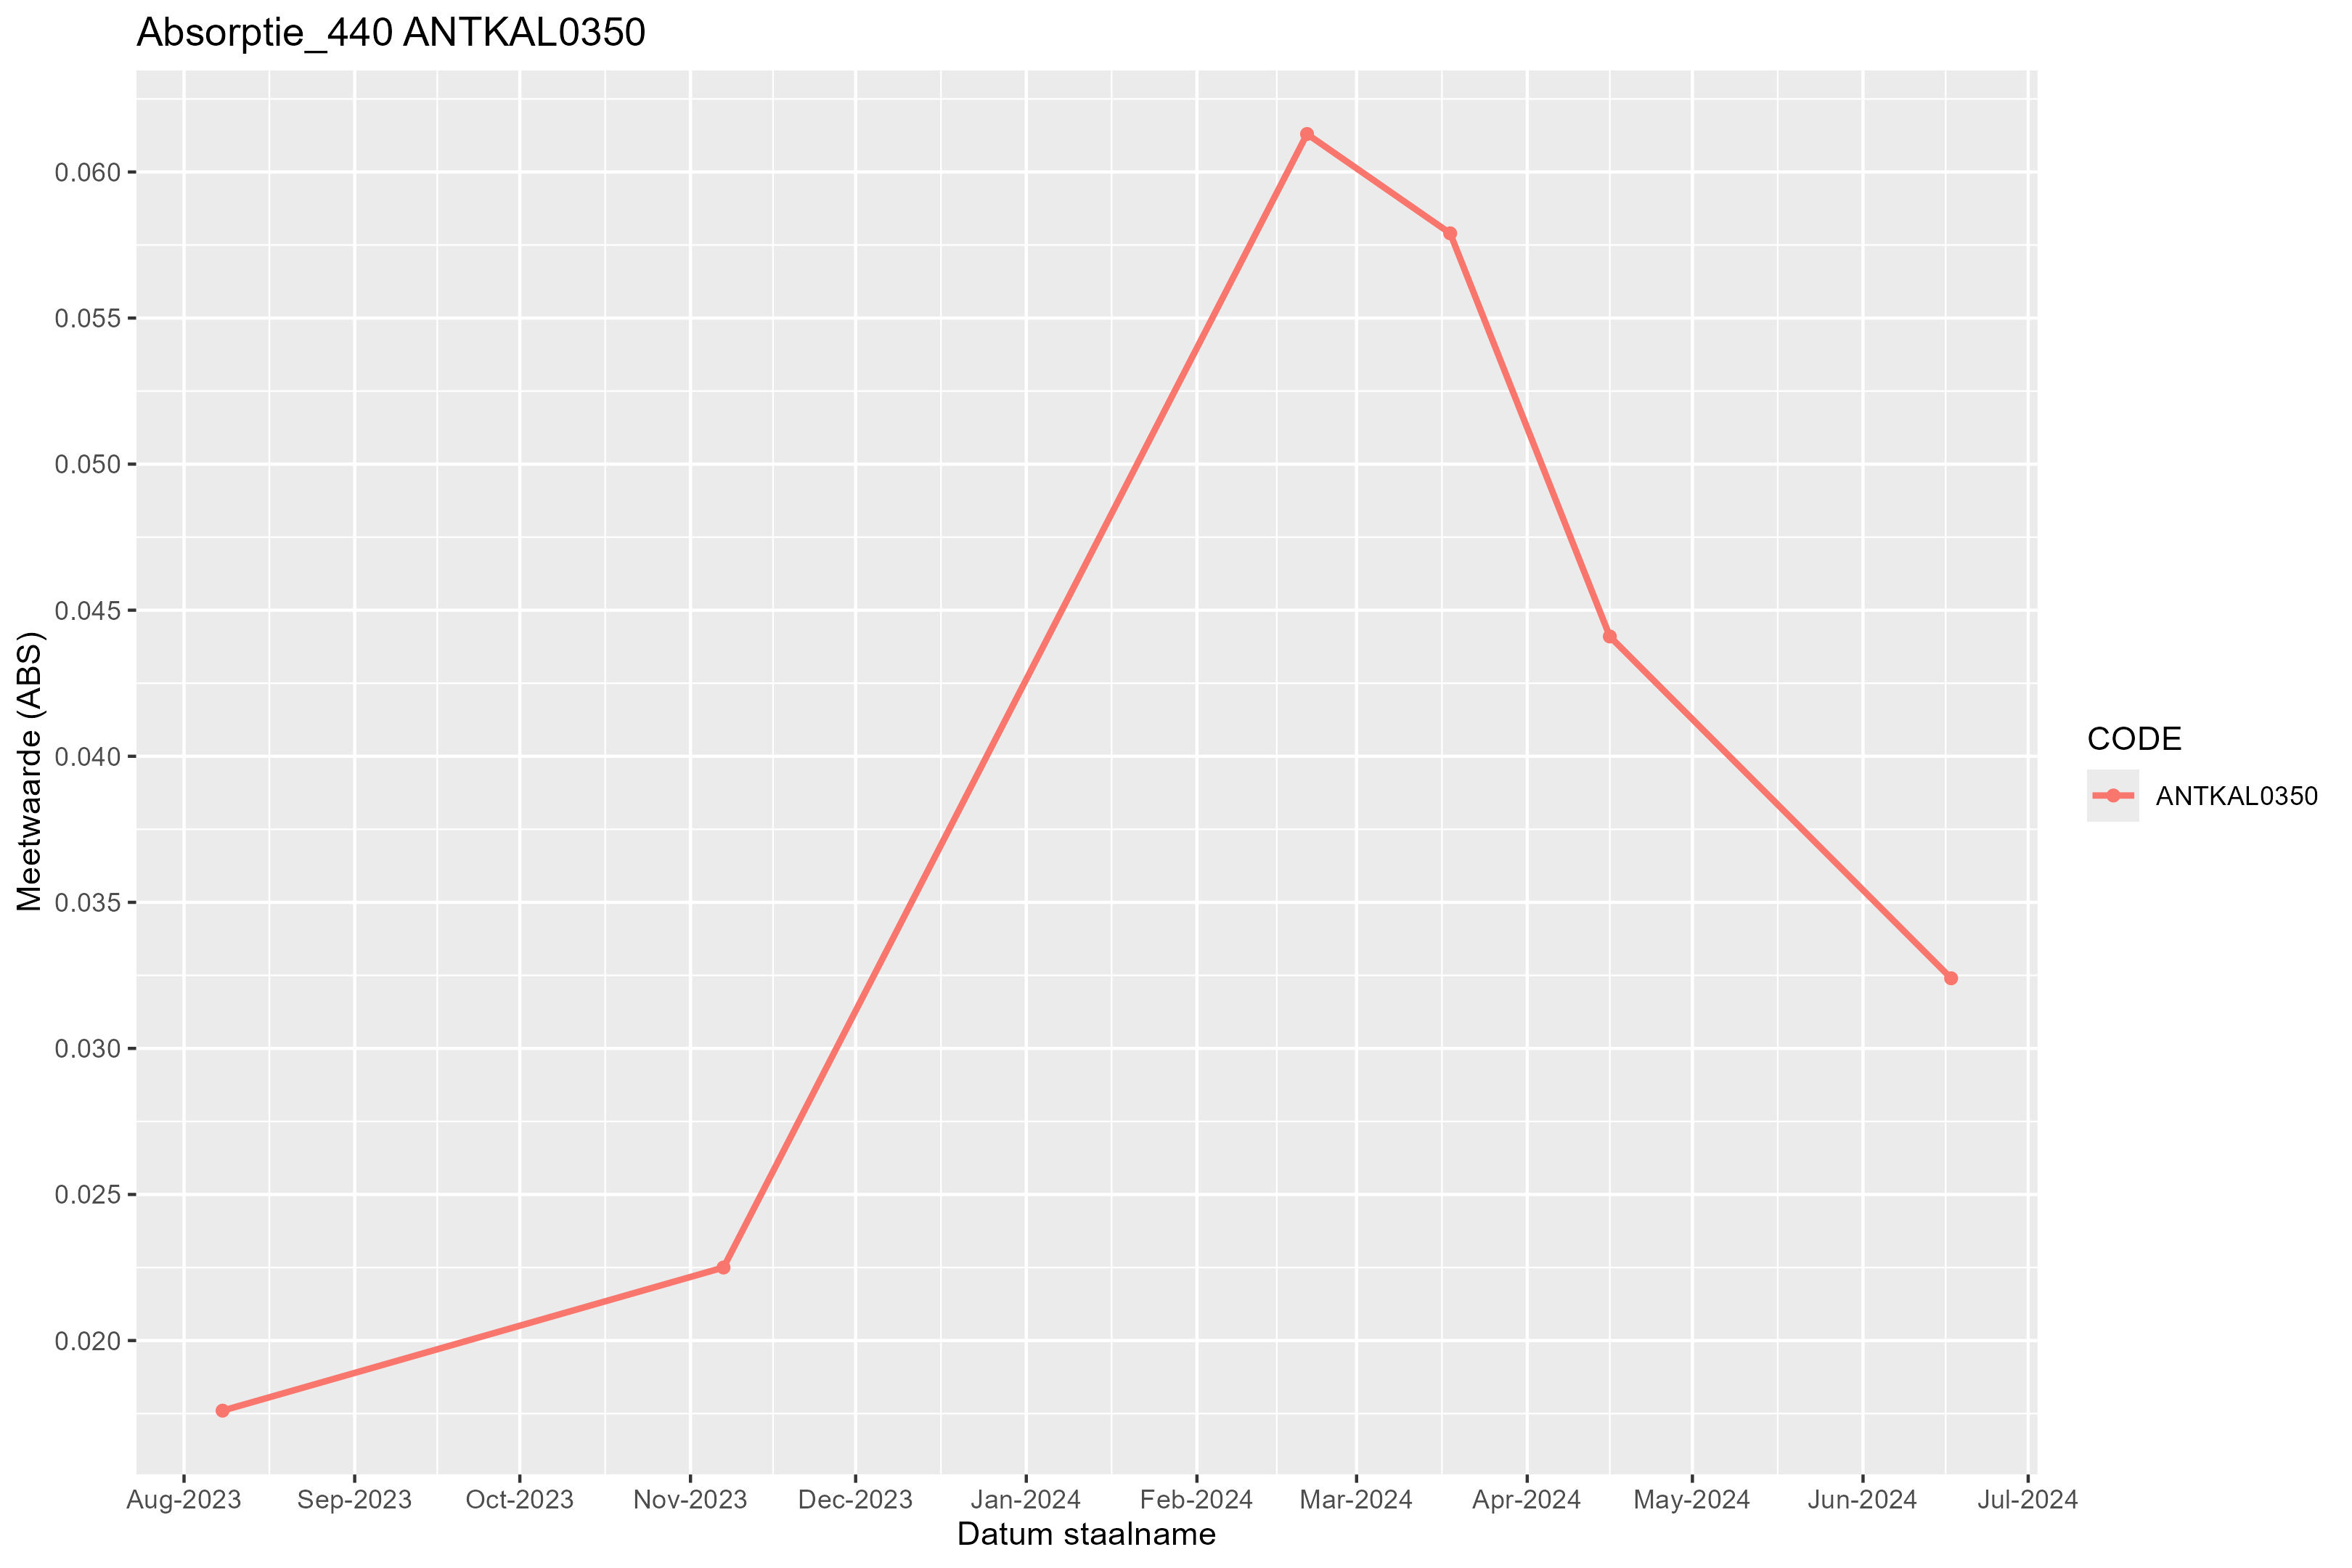 Absorptie_440 ANTKAL0350
Meetwaarde (ABS)
0.060
0.055
0.050
0.045
0.040
0.035
0.030
0.025
0.020
Aug-2023 Sep-2023 Oct-2023 Nov-2023 Dec-2023 Jan-2024 Feb-2024 Mar-2024 Apr-2024 May-2024 Jun-2024 Jul-2024
Datum staalname
CODE
ANTKAL0350